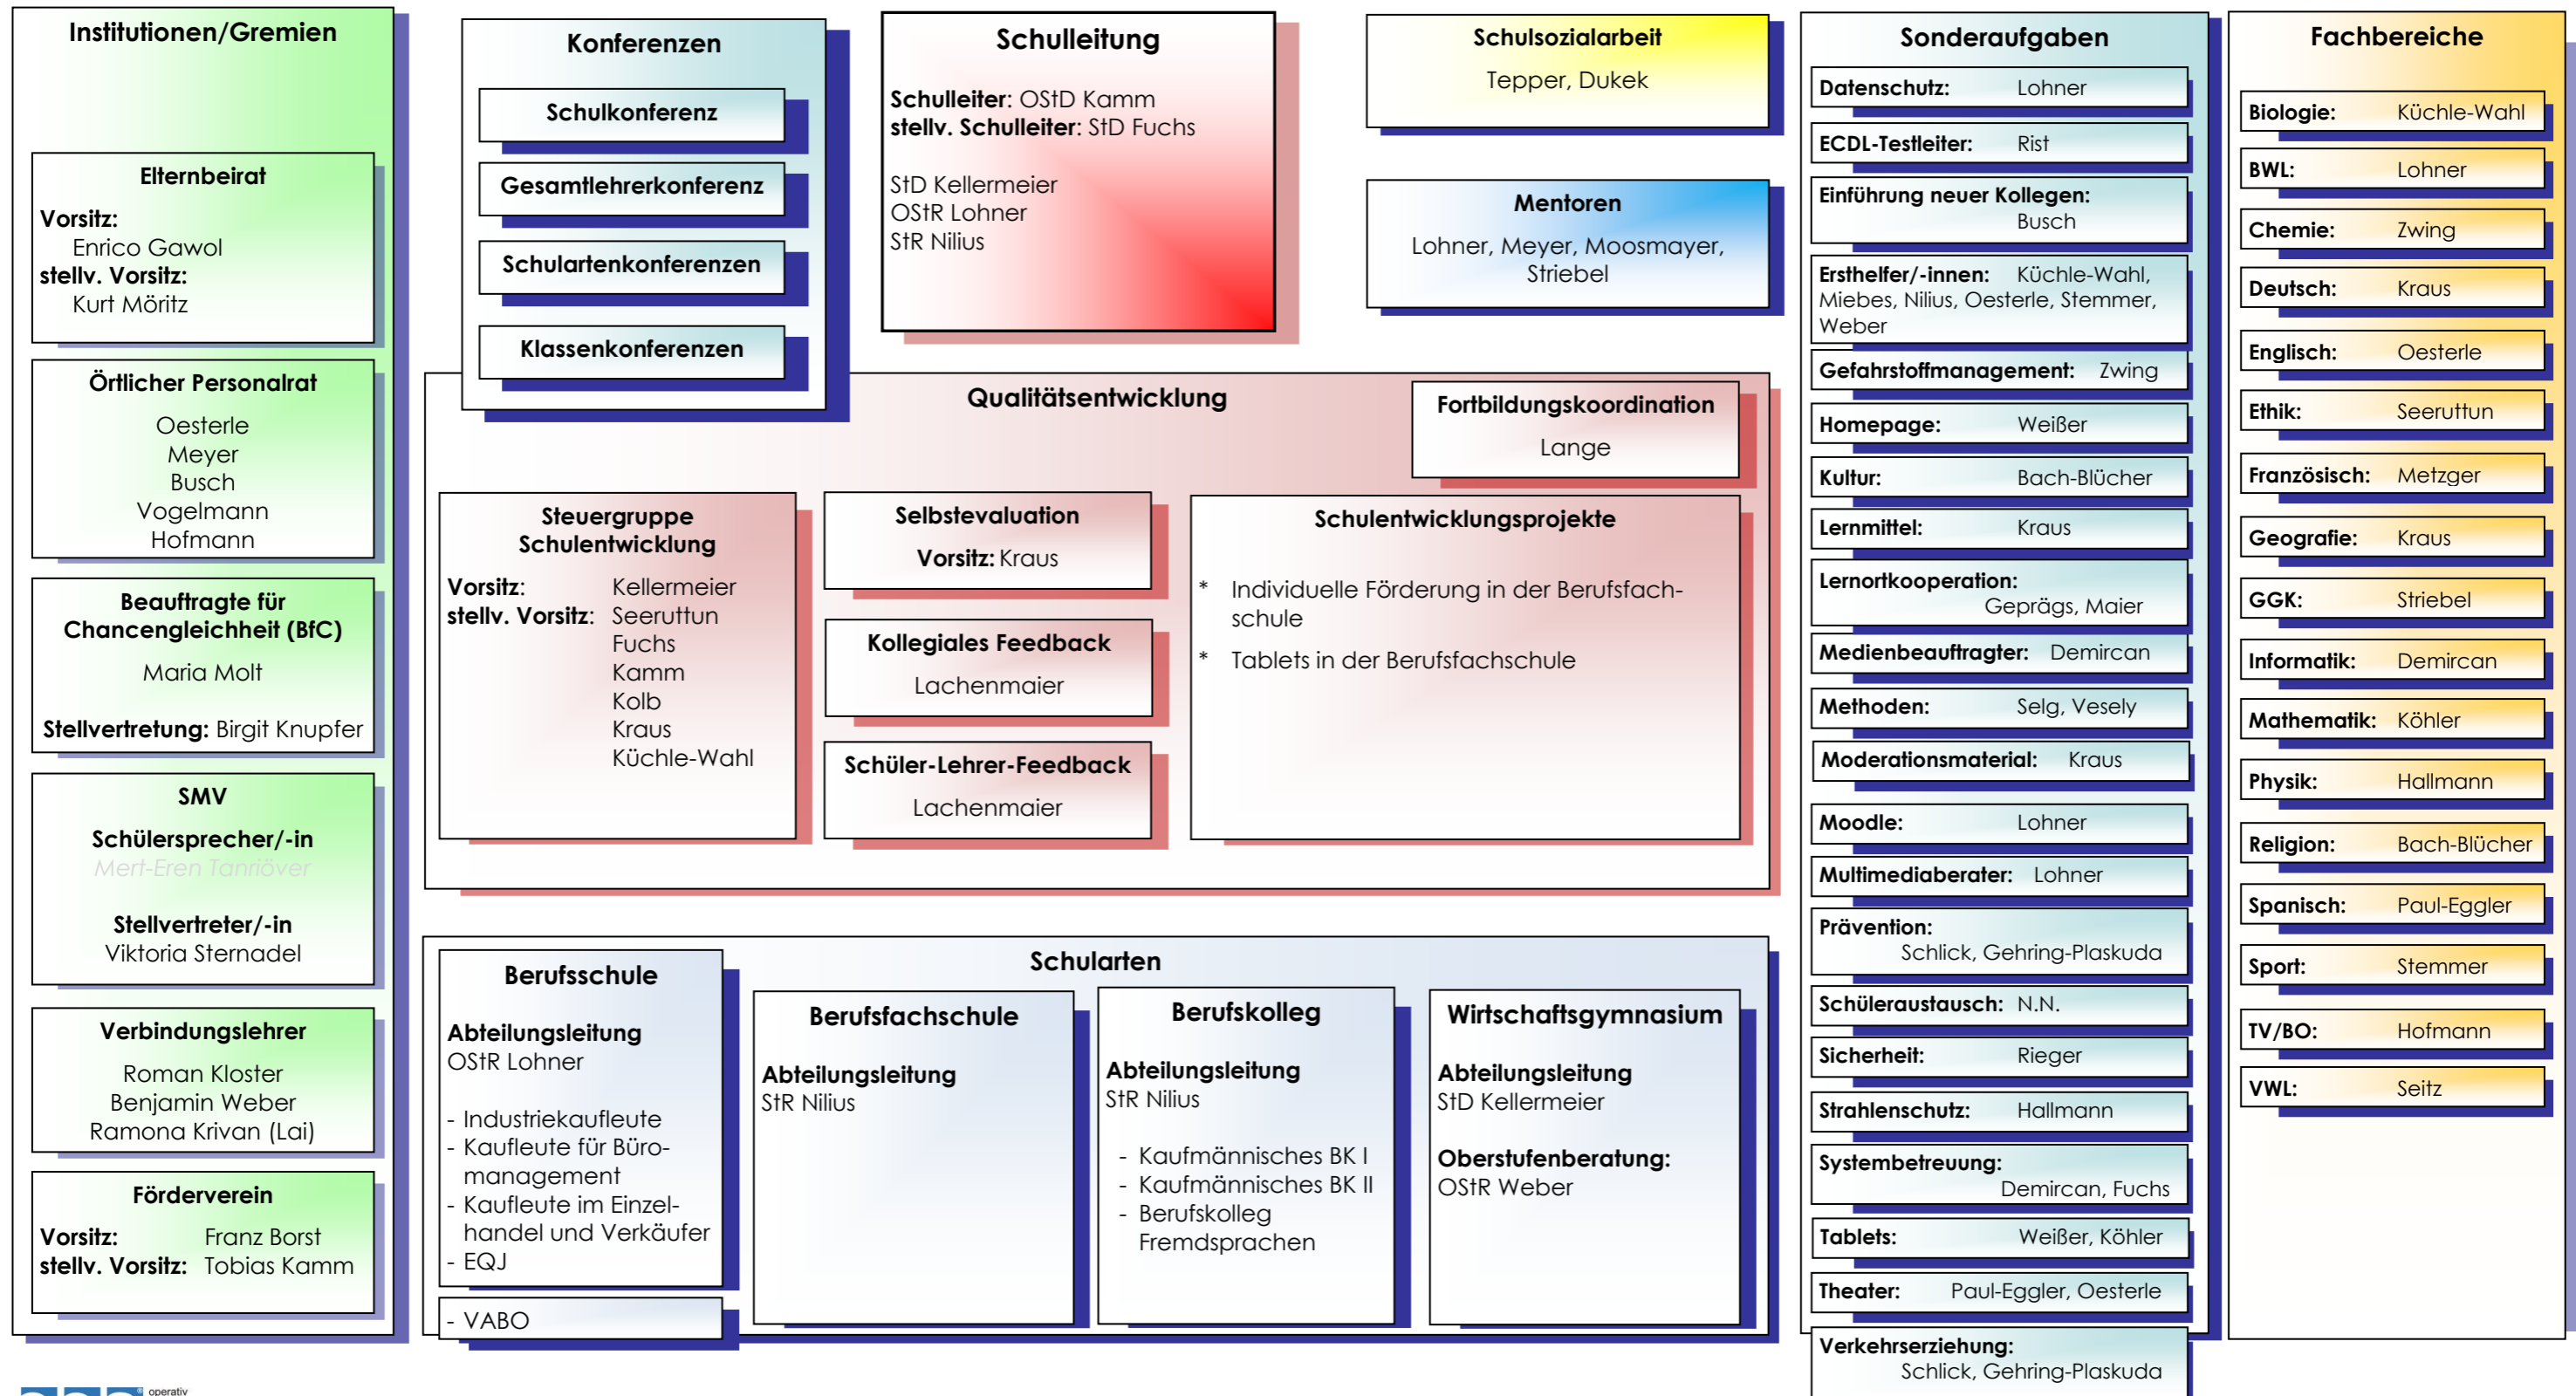 Institutionen/Gremien
Elternbeirat
Vorsitz:
Enrico Gawol
stellv. Vorsitz:
Kurt Möritz
Örtlicher Personalrat
Oesterle
Meyer
Busch
Vogelmann
Hofmann
Beauftragte für
Chancengleichheit (BfC)
Maria Molt
Stellvertretung: Birgit Knupfer
SMV
Schülersprecher/-in
Mert-Eren Tanriöver
Stellvertreter/-in
Viktoria Sternadel
Verbindungslehrer
Roman Kloster
Benjamin Weber
Ramona Krivan (Lai)
Förderverein
Vorsitz: Franz Borst
stellv. Vorsitz: Tobias Kamm
Konferenzen
Schulkonferenz
Gesamtlehrerkonferenz
Schulartenkonferenzen
Klassenkonferenzen
Schulleitung
Schulleiter: OStD Kamm
stellv. Schulleiter: StD Fuchs
StD Kellermeier
OStR Lohner
StR Nilius
Schulsozialarbeit
Tepper, Dukek
Mentoren
Lohner, Meyer, Moosmayer,
Striebel
Qualitätsentwicklung
Fortbildungskoordination
Lange
Steuergruppe
Schulentwicklung
Vorsitz: Kellermeier
stellv. Vorsitz: Seeruttun
Fuchs
Kamm
Kolb
Kraus
Küchle-Wahl
Selbstevaluation
Vorsitz: Kraus
Kollegiales Feedback
Lachenmaier
Schüler-Lehrer-Feedback
Lachenmaier
Schulentwicklungsprojekte
* Individuelle Förderung in der Berufsfach-
schule
* Tablets in der Berufsfachschule
Schularten
Berufsschule
Abteilungsleitung
OStR Lohner
- Industriekaufleute
- Kaufleute für Büro-
management
- Kaufleute im Einzel-
handel und Verkäufer
- EQJ
- VABO
Berufsfachschule
Abteilungsleitung
StR Nilius
Berufskolleg
Abteilungsleitung
StR Nilius
- Kaufmännisches BK I
- Kaufmännisches BK II
- Berufskolleg
Fremdsprachen
Wirtschaftsgymnasium
Abteilungsleitung
StD Kellermeier
Oberstufenberatung:
OStR Weber
Sonderaufgaben
Datenschutz: Lohner
ECDL-Testleiter: Rist
Einführung neuer Kollegen:
Busch
Ersthelfer/-innen: Küchle-Wahl,
Miebes, Nilius, Oesterle, Stemmer,
Weber
Gefahrstoffmanagement: Zwing
Homepage: Weißer
Kultur: Bach-Blücher
Lernmittel: Kraus
Lernortkooperation:
Geprägs, Maier
Medienbeauftragter: Demircan
Methoden: Selg, Vesely
Moderationsmaterial: Kraus
Moodle: Lohner
Multimediaberater: Lohner
Prävention:
Schlick, Gehring-Plaskuda
Schüleraustausch: N.N.
Sicherheit: Rieger
Strahlenschutz: Hallmann
Systembetreuung:
Demircan, Fuchs
Tablets: Weißer, Köhler
Theater: Paul-Eggler, Oesterle
Verkehrserziehung:
Schlick, Gehring-Plaskuda
Fachbereiche
Biologie: Küchle-Wahl
BWL: Lohner
Chemie: Zwing
Deutsch: Kraus
Englisch: Oesterle
Ethik: Seeruttun
Französisch: Metzger
Geografie: Kraus
GGK: Striebel
Informatik: Demircan
Mathematik: Köhler
Physik: Hallmann
Religion: Bach-Blücher
Spanisch: Paul-Eggler
Sport: Stemmer
TV/BO: Hofmann
VWL: Seitz
operativ